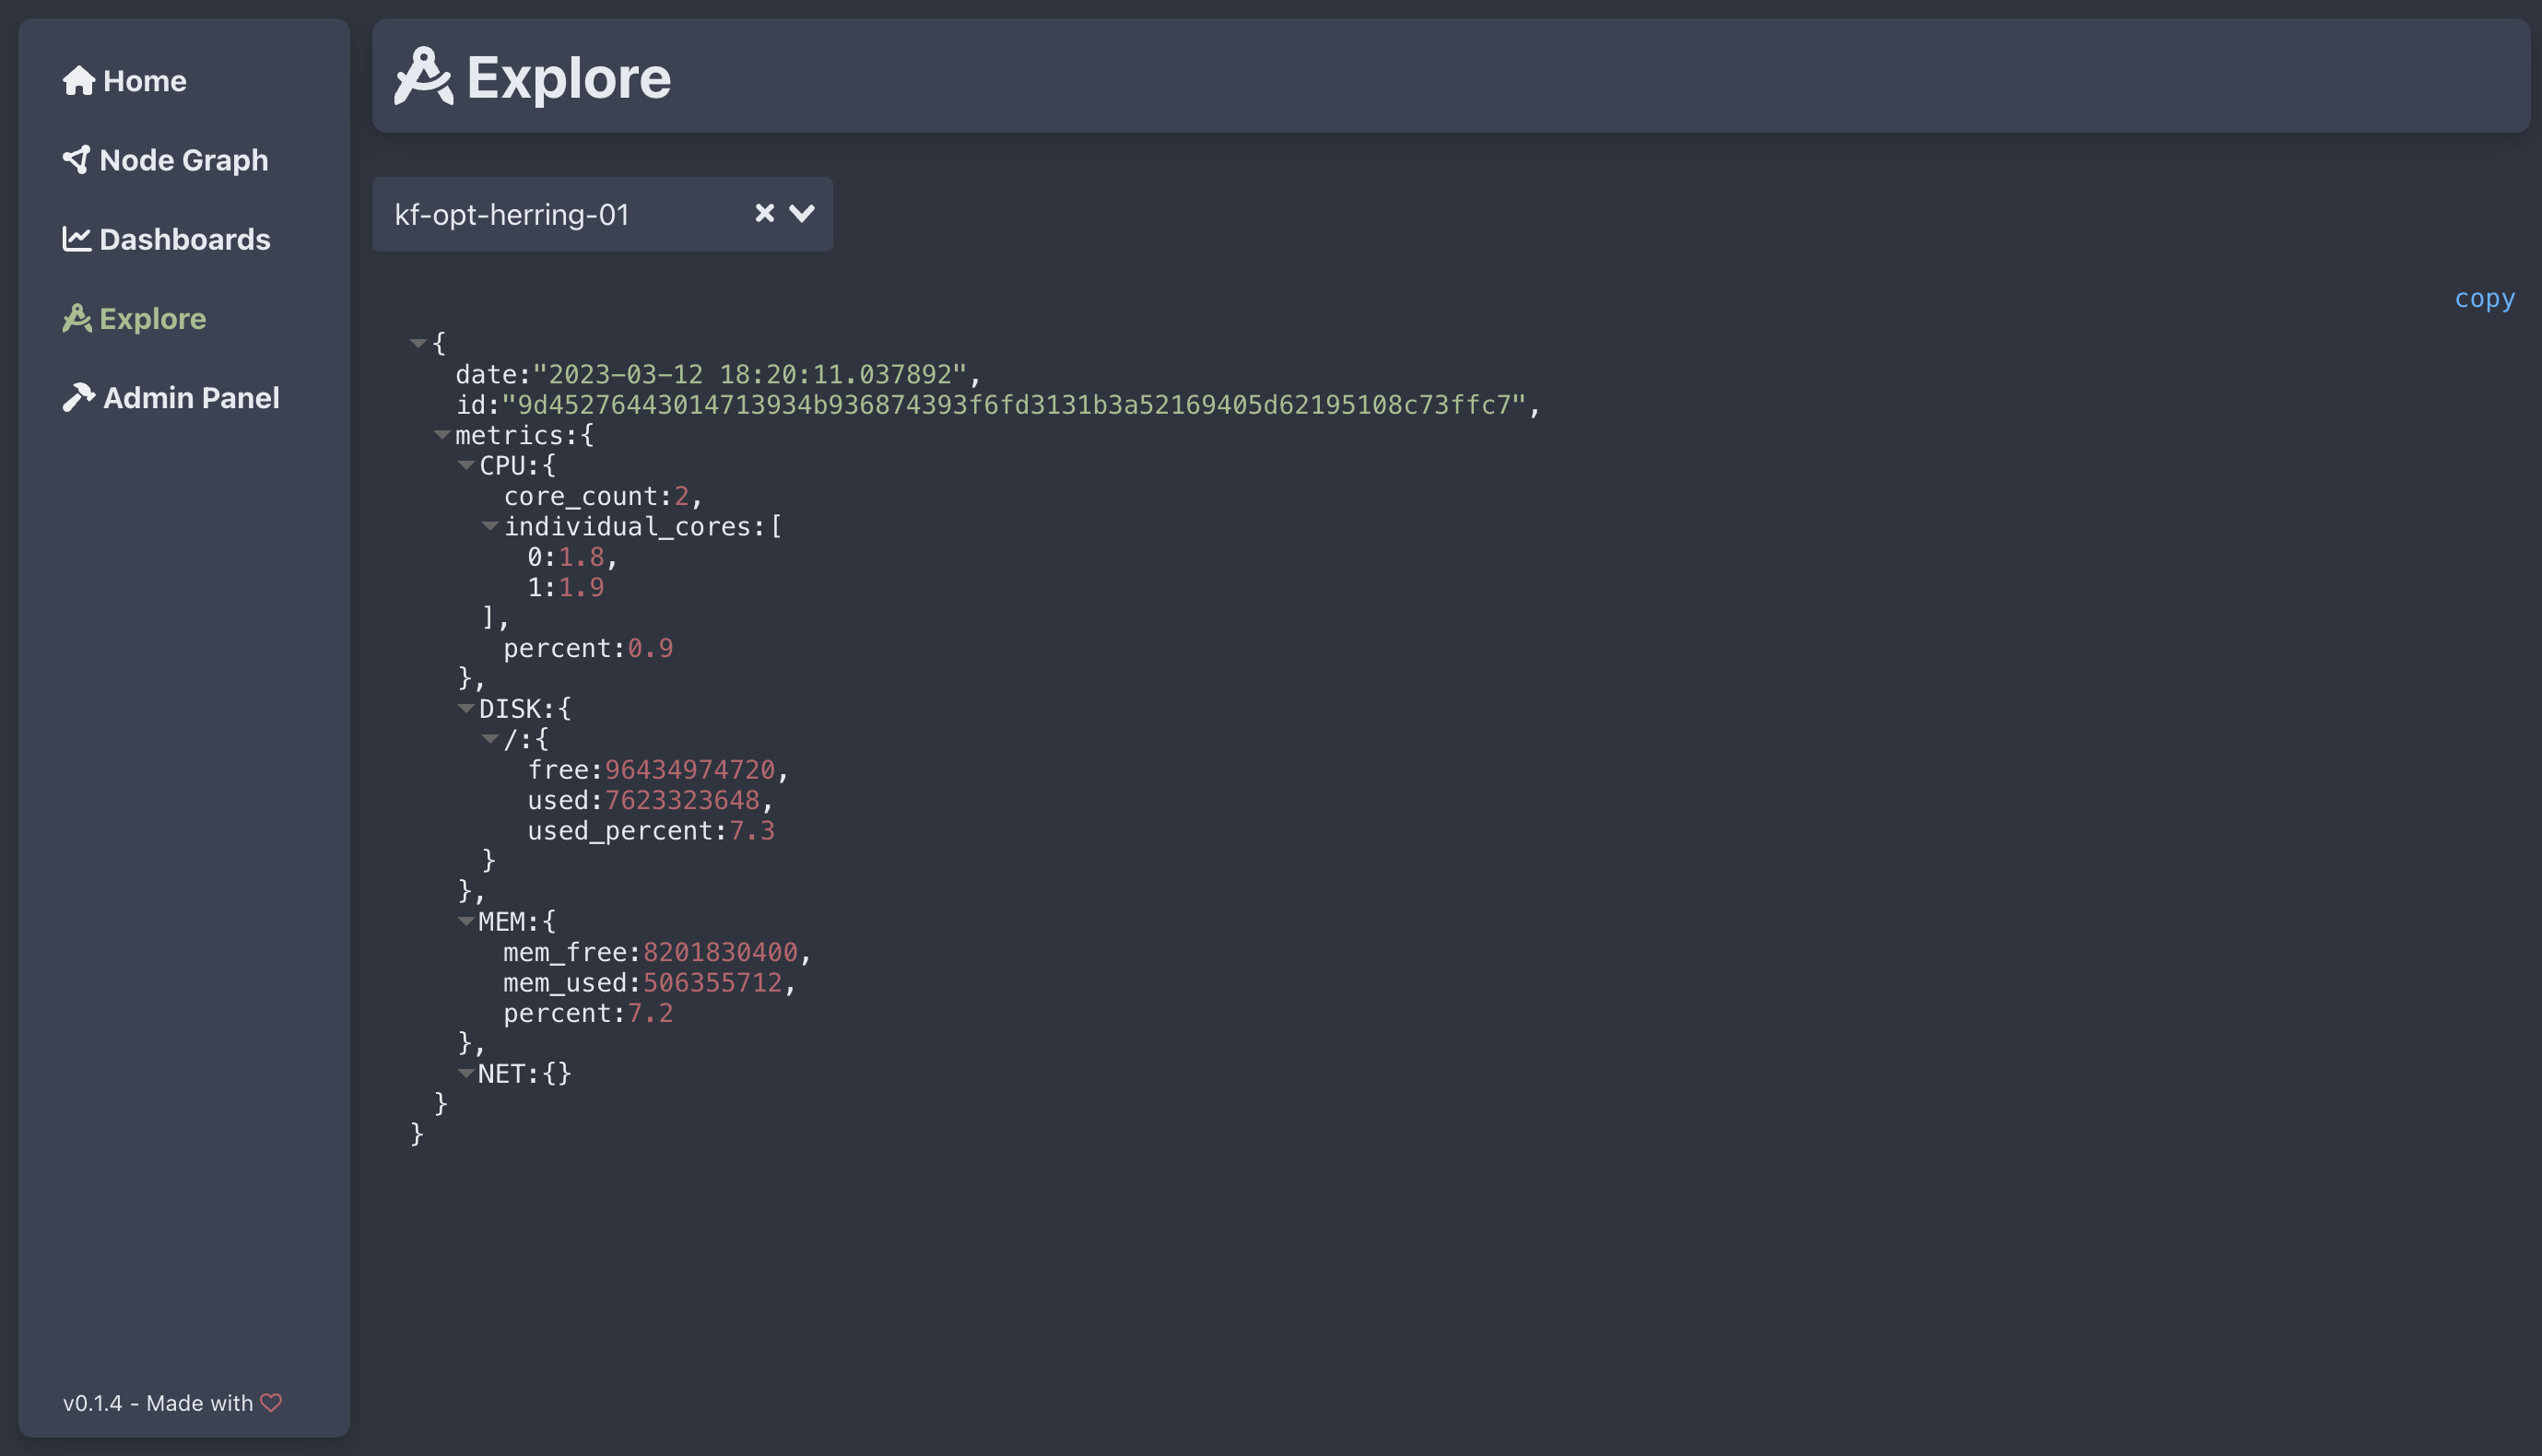 Home
Node Graph
Dashboards
Explore
Admin Panel
v0.1.4 - Made with
Explore
kf-opt-herring-01
copy
{
date:"2023-03-12 18:20:11.037892",
id:"9d45276443014713934b936874393f6fd3131b3a52169405d62195108c73ffc7",
metrics:{
CPU:{
core_count:2,
individual_cores:[
0:1.8,
1:1.9
],
percent:0.9
},
DISK:{
/:{
free:96434974720,
used:7623323648,
used_percent:7.3
}
},
MEM:{
mem_free:8201830400,
mem_used:506355712,
percent:7.2
},
NET:{}
}
}